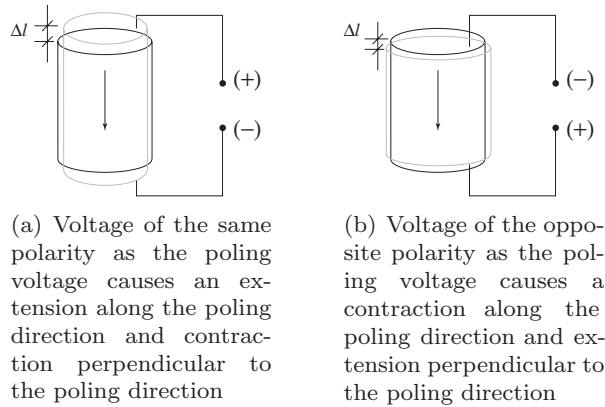 Δl
(+)
(−)
(a) Voltage of the same
polarity as the poling
voltage causes an ex-
tension along the poling
direction and contrac-
tion perpendicular to
the poling direction
Δl
(−)
(+)
(b) Voltage of the oppo-
site polarity as the pol-
ing voltage causes a
contraction along the
poling direction and ex-
tension perpendicular to
the poling direction